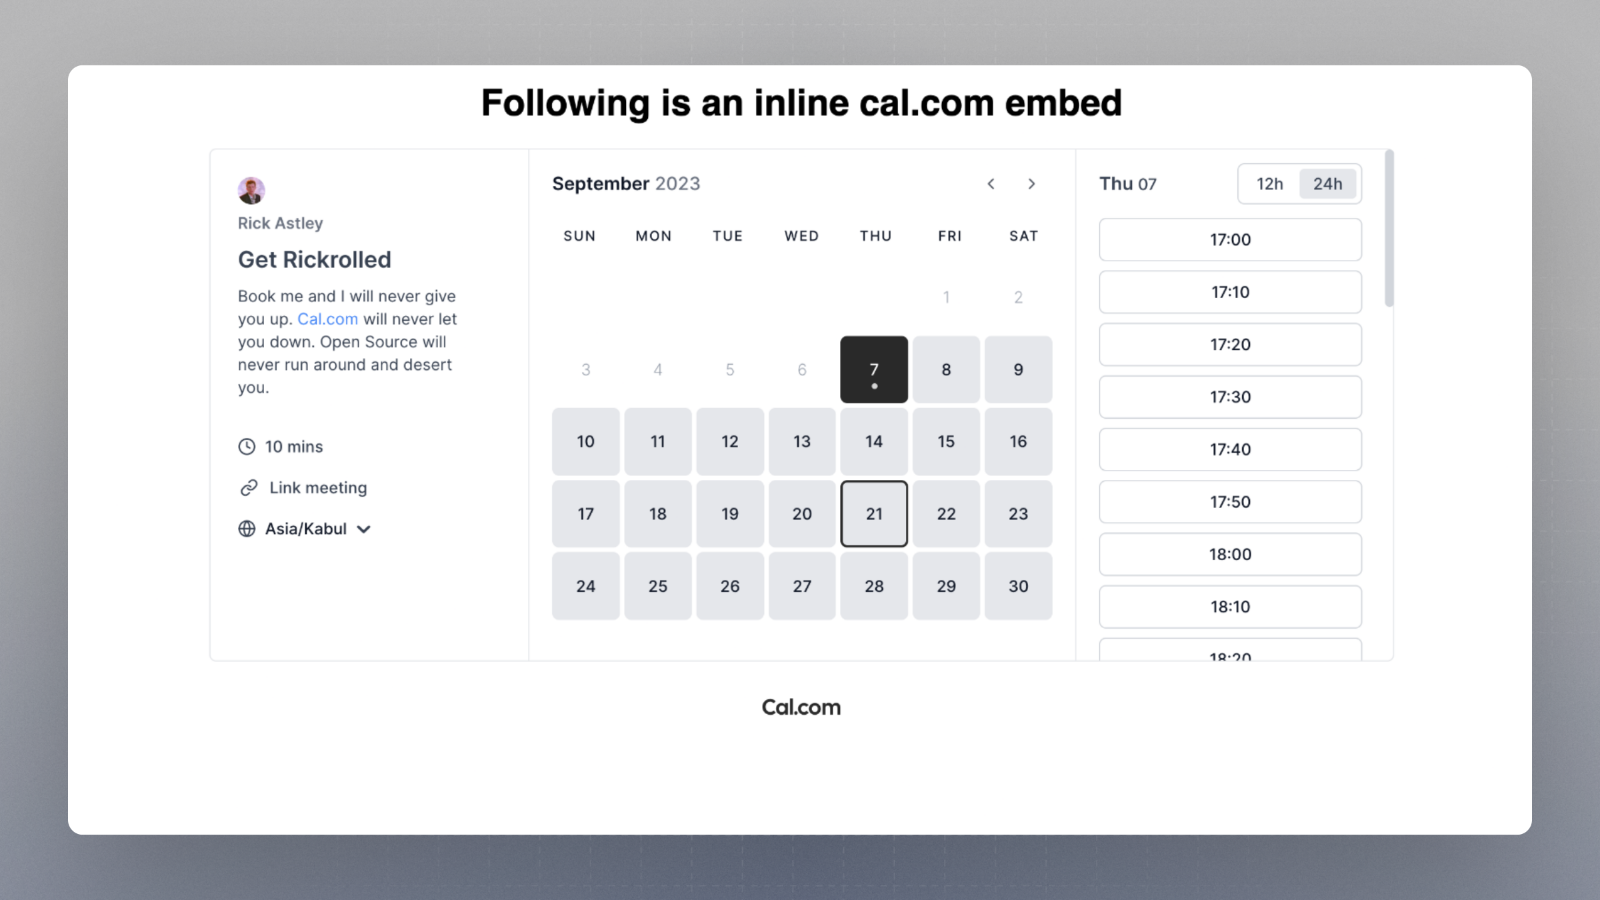 Following is an inline cal.com embed
Rick Astley
Get Rickrolled
Book me and I will never give
you up. Cal.com will never let
you down. Open Source will
never run around and desert
you.
10 mins
Link meeting
Asia/Kabul
September 2023
SUN MON TUE WED THU FRI SAT
1 2
3 4 5 6 7 8 9
10 11 12 13 14 15 16
17 18 19 20 21 22 23
24 25 26 27 28 29 30
Thu 07
12h 24h
17:00
17:10
17:20
17:30
17:40
17:50
18:00
18:10
18:20
Cal.com